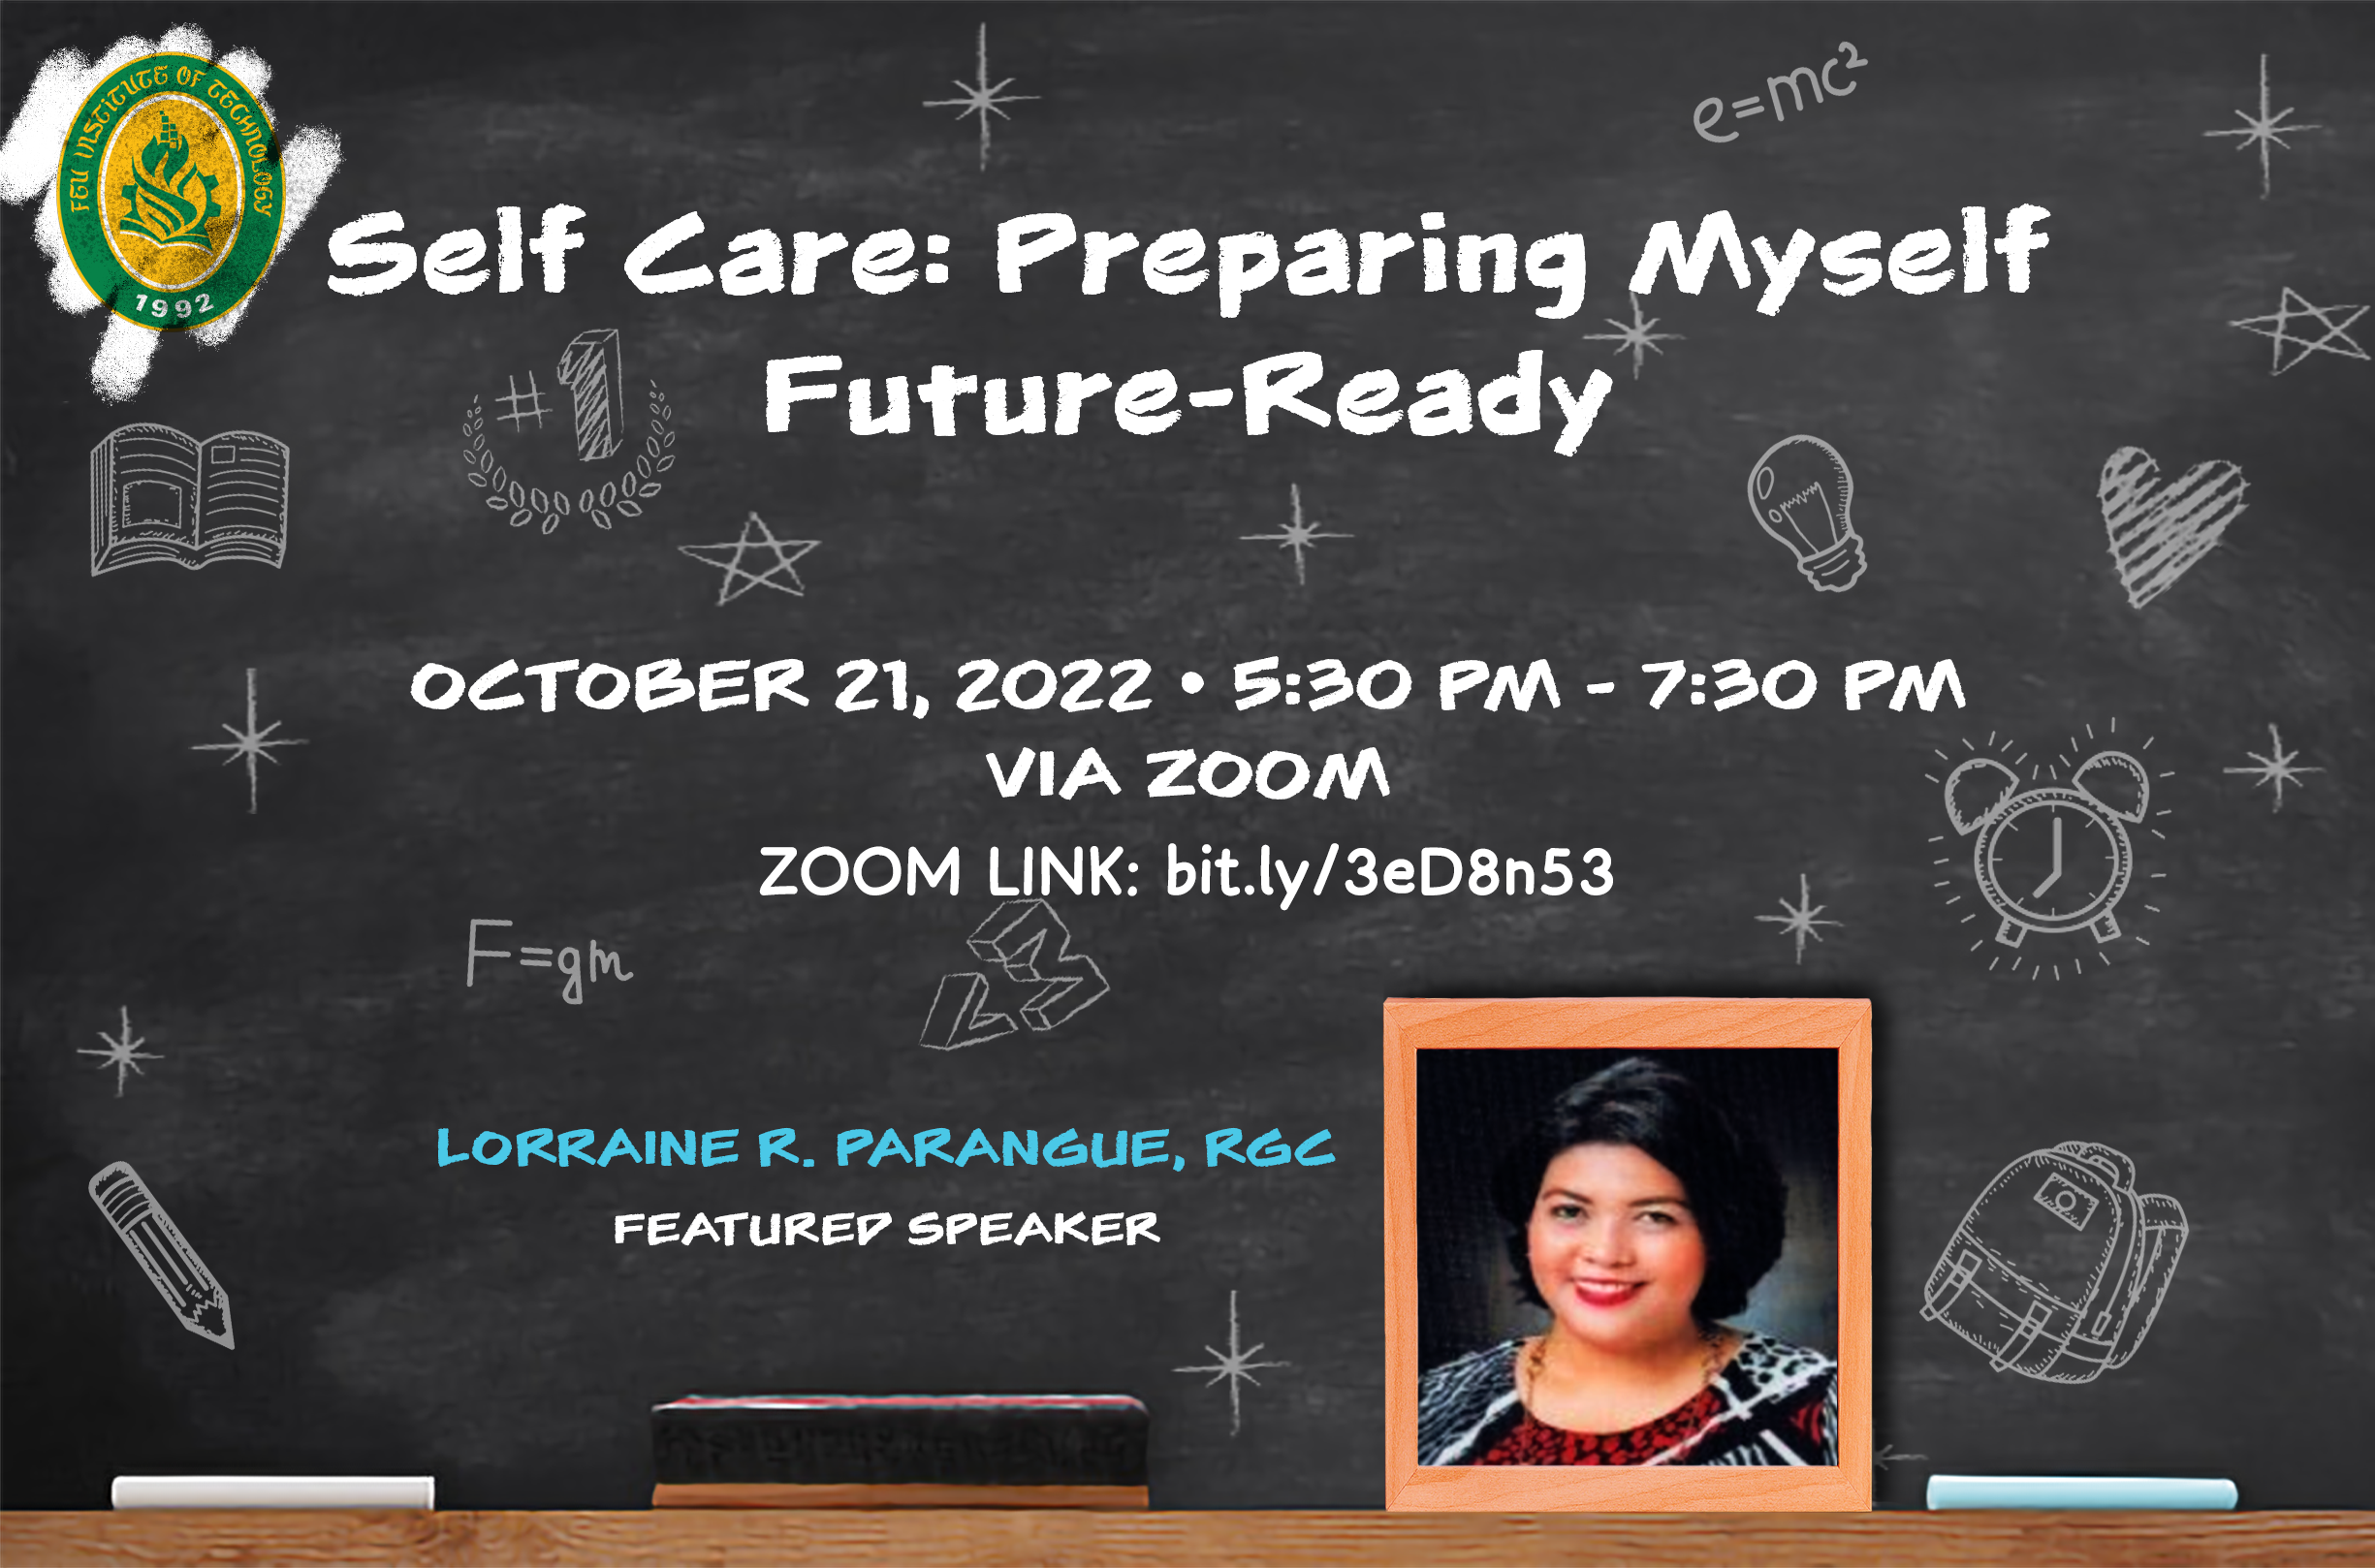 FEU INSTITUTE OF TECHNOLOGY
1992
e=mc²
Self Care: Preparing Myself
Future-Ready
#1
OCTOBER 21, 2022 • 5:30 PM - 7:30 PM
VIA ZOOM
ZOOM LINK: bit.ly/3eD8n53
F=gm
LORRAINE R. PARANGUE, RGC
FEATURED SPEAKER